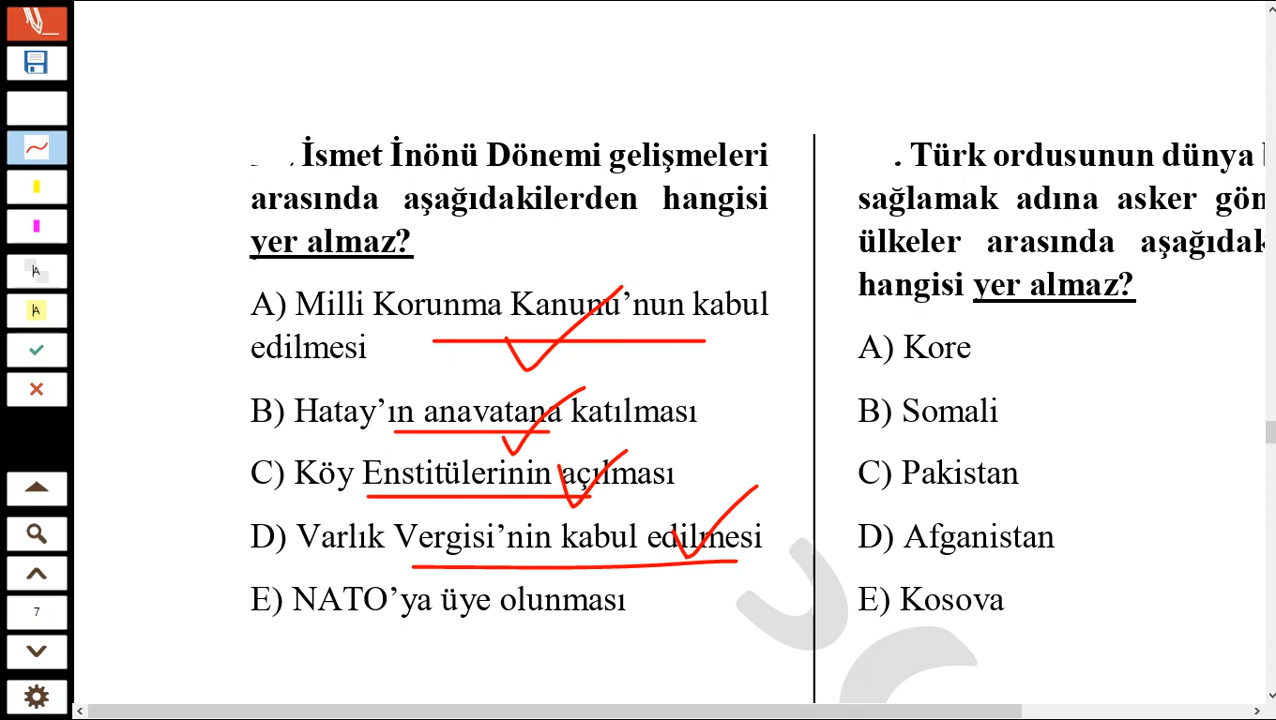 İsmet İnönü Dönemi gelişmeleri
arasında aşağıdakilerden hangisi
yer almaz?
A) Milli Korunma Kanunu’nun kabul
edilmesi
B) Hatay’ın anavatana katılması
C) Köy Enstitülerinin açılması
D) Varlık Vergisi’nin kabul edilmesi
E) NATO’ya üye olunması
. Türk ordusunun dünya
sağlamak adına asker gön
ülkeler arasında aşağıdak
hangisi yer almaz?
A) Kore
B) Somali
C) Pakistan
D) Afganistan
E) Kosova
7